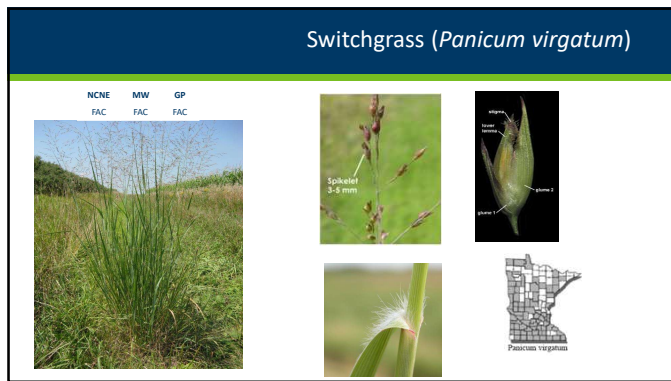 Switchgrass (Panicum virgatum)
NCNE MW GP
FAC FAC FAC
Spikelet
3-5 mm
stigma
lower
lemma
glume 2
glume 1
Panicum virgatum